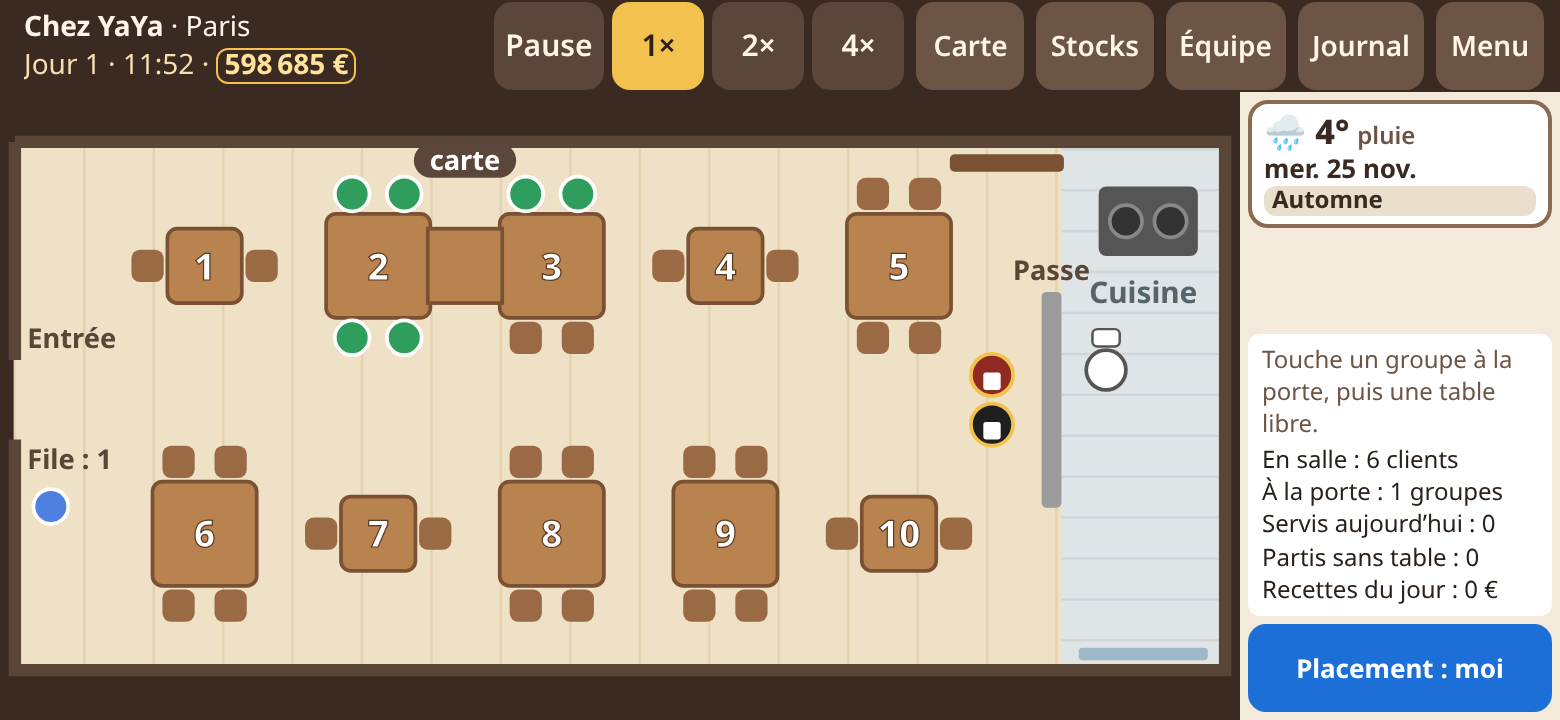 Chez YaYa · Paris
Jour 1 · 11:52 · 598 685 €
Pause
1×
2×
4×
Carte
Stocks
Équipe
Journal
Menu
carte
1
2
3
4
5
Passe
Cuisine
Entrée
File : 1
6
7
8
9
10
4° pluie
mer. 25 nov.
Automne
Touche un groupe à la
porte, puis une table
libre.
En salle : 6 clients
À la porte : 1 groupes
Servis aujourd’hui : 0
Partis sans table : 0
Recettes du jour : 0 €
Placement : moi